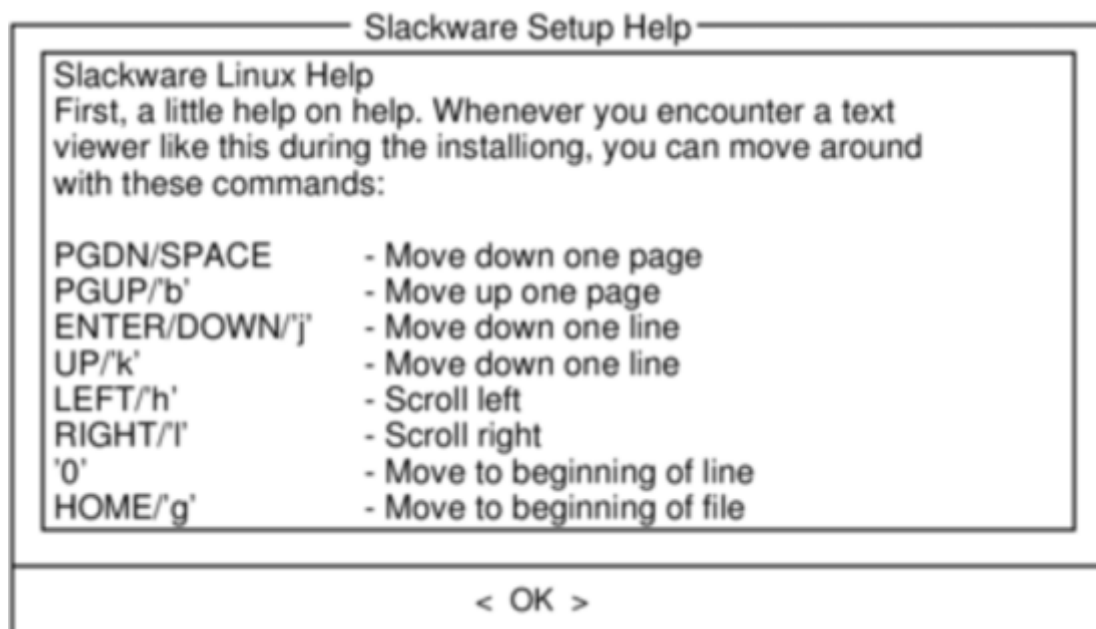 Slackware Setup Help
Slackware Linux Help
First, a little help on help. Whenever you encounter a text
viewer like this during the installiong, you can move around
with these commands:
PGDN/SPACE - Move down one page
PGUP/'b' - Move up one page
ENTER/DOWN/'j' - Move down one line
UP/'k' - Move down one line
LEFT/'h' - Scroll left
RIGHT/'l' - Scroll right
'0' - Move to beginning of line
HOME/'g' - Move to beginning of file
< OK >